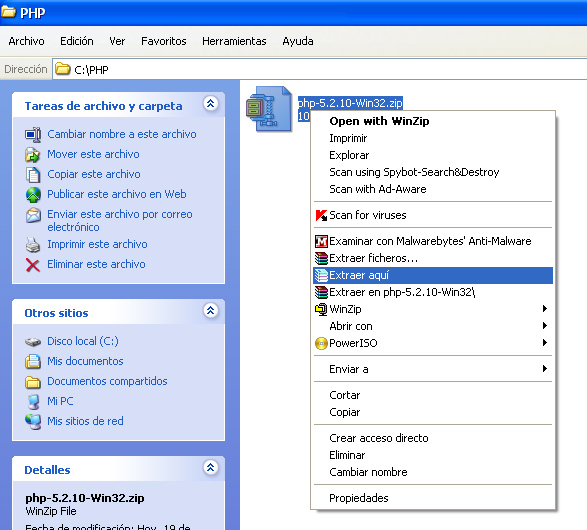 PHP
Archivo Edición Ver Favoritos Herramientas Ayuda
Dirección C:\PHP
Tareas de archivo y carpeta
Cambiar nombre a este archivo
Mover este archivo
Copiar este archivo
Publicar este archivo en Web
Enviar este archivo por correo
electrónico
Imprimir este archivo
Eliminar este archivo
Otros sitios
Disco local (C:)
Mis documentos
Documentos compartidos
Mi PC
Mis sitios de red
Detalles
php-5.2.10-Win32.zip
WinZip File
Fecha de modificación: Hoy, 19 de
php-5.2.10-Win32.zip
10
Open with WinZip
Imprimir
Explorar
Scan using Spybot-Search&Destroy
Scan with Ad-Aware
Scan for viruses
Examinar con Malwarebytes' Anti-Malware
Extraer ficheros...
Extraer aquí
Extraer en php-5.2.10-Win32\
WinZip
Abrir con
PowerISO
Enviar a
Cortar
Copiar
Crear acceso directo
Eliminar
Cambiar nombre
Propiedades